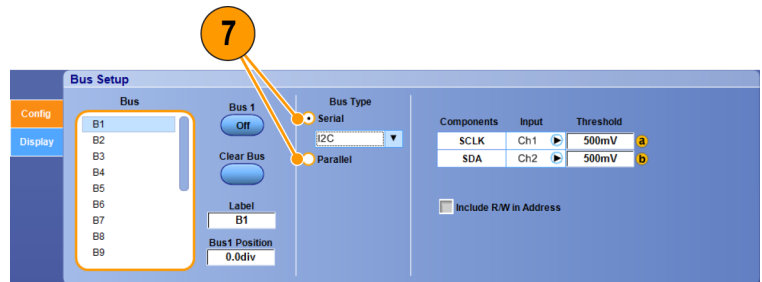 7
Bus Setup
Config
Display
Bus
B1
B2
B3
B4
B5
B6
B7
B8
B9
Bus 1
Off
Clear Bus
Label
B1
Bus1 Position
0.0div
Bus Type
Serial
I2C
Parallel
Components Input Threshold
SCLK Ch1 500mV a
SDA Ch2 500mV b
Include R/W in Address